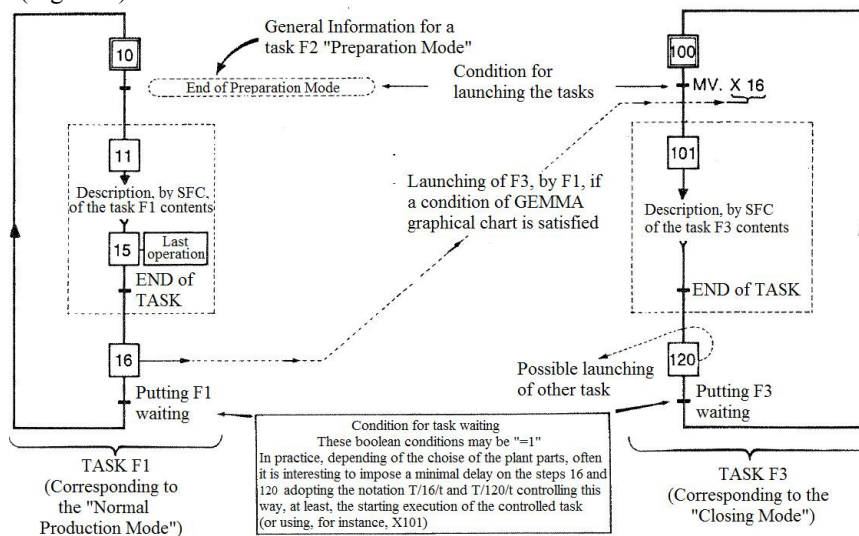 General Information for a
task F2 "Preparation Mode"
10
End of Preparation Mode
Condition for
launching the tasks
100
MV. X 16
11
Description, by SFC,
of the task F1 contents
15
Last
operation
END of
TASK
Launching of F3, by F1, if
a condition of GEMMA
graphical chart is satisfied
101
Description, by SFC
of the task F3 contents
END of TASK
16
Putting F1
waiting
Possible launching
of other task
120
Putting F3
waiting
Condition for task waiting
These boolean conditions may be "=1"
In practice, depending of the choise of the plant parts, often
it is interesting to impose a minimal delay on the steps 16 and
120 adopting the notation T/16/t and T/120/t controlling this
way, at least, the starting execution of the controlled task
(or using, for instance, X101)
TASK F1
(Corresponding to
the "Normal
Production Mode")
TASK F3
(Corresponding to the
"Closing Mode")